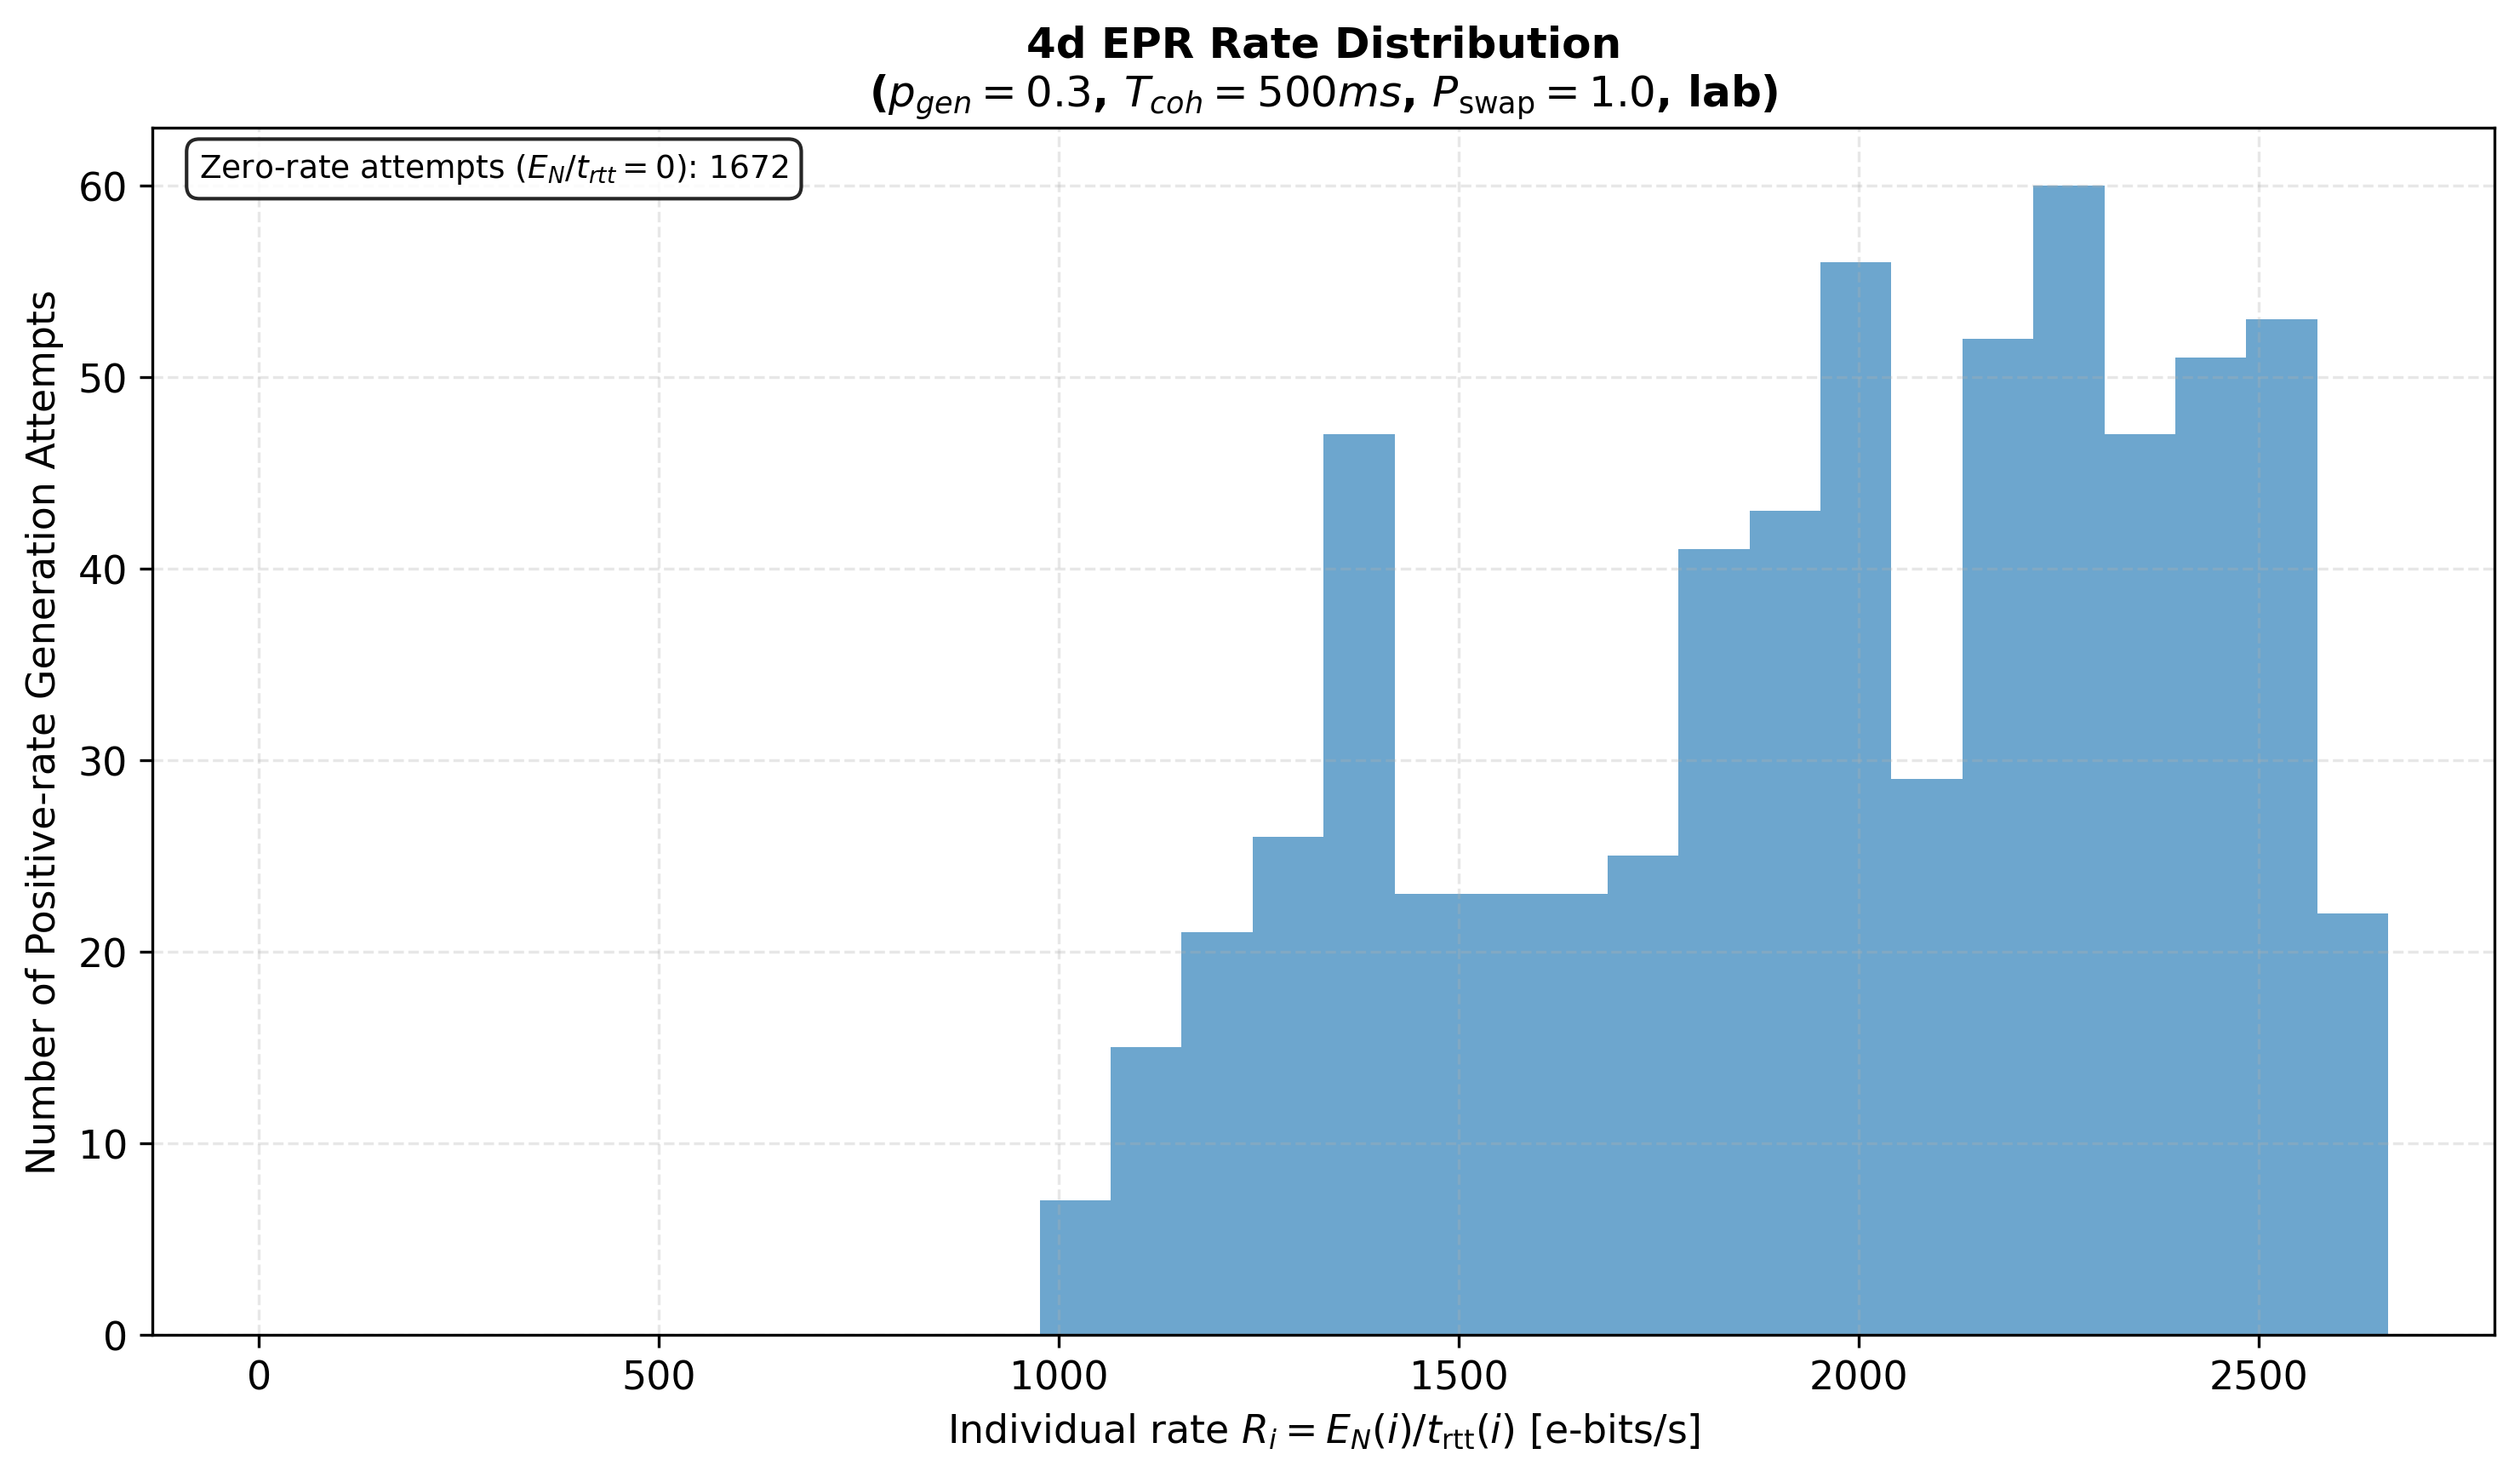 4d EPR Rate Distribution
(p_gen = 0.3, T_coh = 500ms, P_swap = 1.0, lab)
Zero-rate attempts (E_N/t_rtt = 0): 1672
Number of Positive-rate Generation Attempts
60
50
40
30
20
10
0
0 500 1000 1500 2000 2500
Individual rate R_i = E_N(i)/t_rtt(i) [e-bits/s]